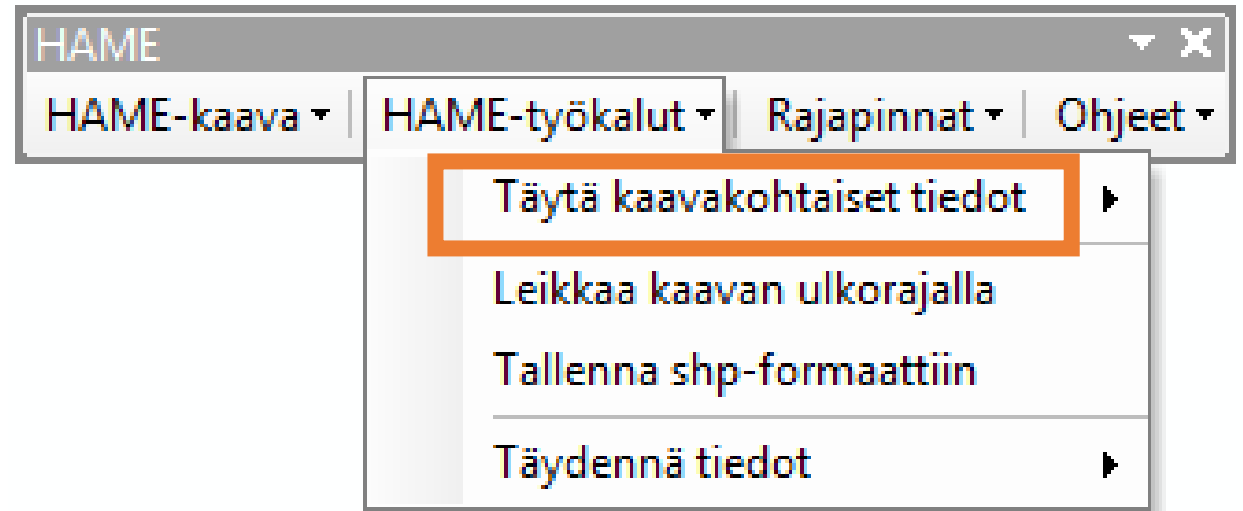 HAME
HAME-kaava HAME-työkalut Rajapinnat Ohjeet
Täytä kaavakohtaiset tiedot
Leikkaa kaavan ulkorajalla
Tallenna shp-formaattiin
Täydennä tiedot